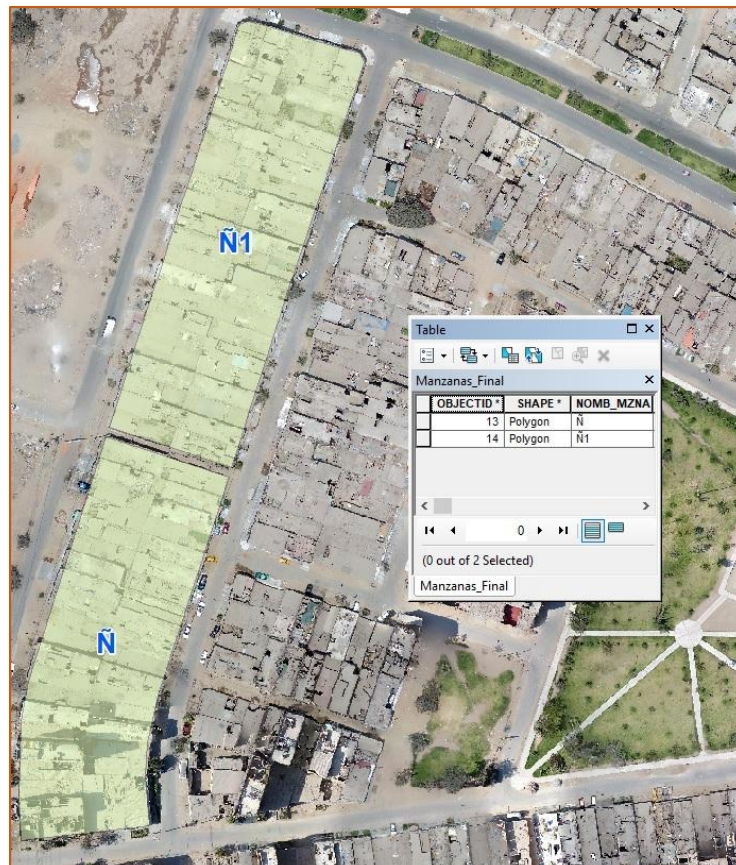 Ñ1
Ñ
Table
Manzanas_Final
OBJECTID * SHAPE * NOMB_MZNA
13 Polygon Ñ
14 Polygon Ñ1
0
(0 out of 2 Selected)
Manzanas_Final